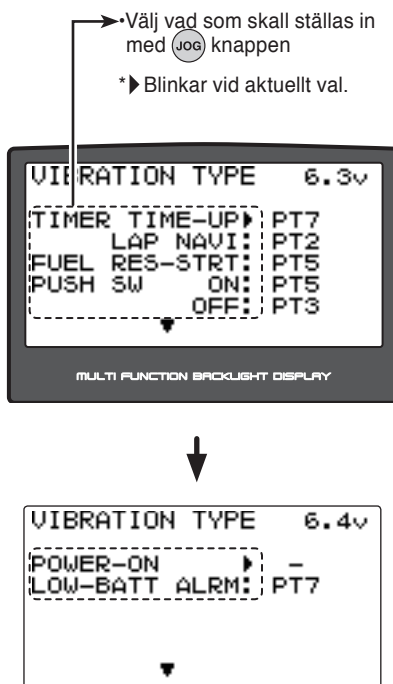 •Välj vad som skall ställas in
med JOG knappen
*▶Blinkar vid aktuellt val.
VIBRATION TYPE 6.3v
TIMER TIME-UP▶ PT7
LAP NAVI: PT2
FUEL RES-STRT: PT5
PUSH SW ON: PT5
OFF: PT3
▼
MULTI FUNCTION BACKLIGHT DISPLAY
VIBRATION TYPE 6.4v
POWER-ON ▶ –
LOW-BATT ALRM: PT7
▼